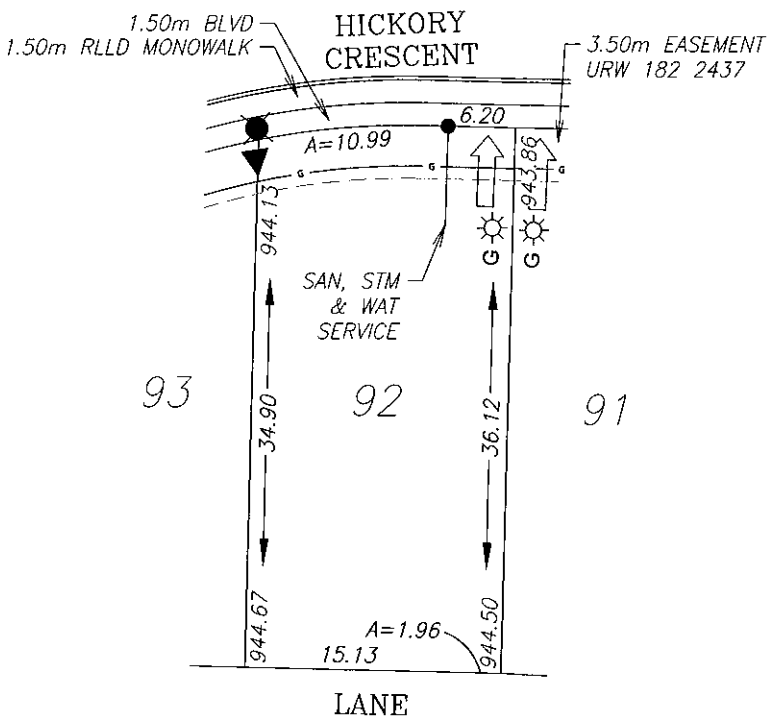 1.50m BLVD
1.50m RLLD MONOWALK
HICKORY
CRESCENT
3.50m EASEMENT
URW 182 2437
6.20
A=10.99
G
G
G
943.86
944.13
G
G
SAN, STM
& WAT
SERVICE
93
92
91
34.90
36.12
944.67
944.50
A=1.96
15.13
LANE